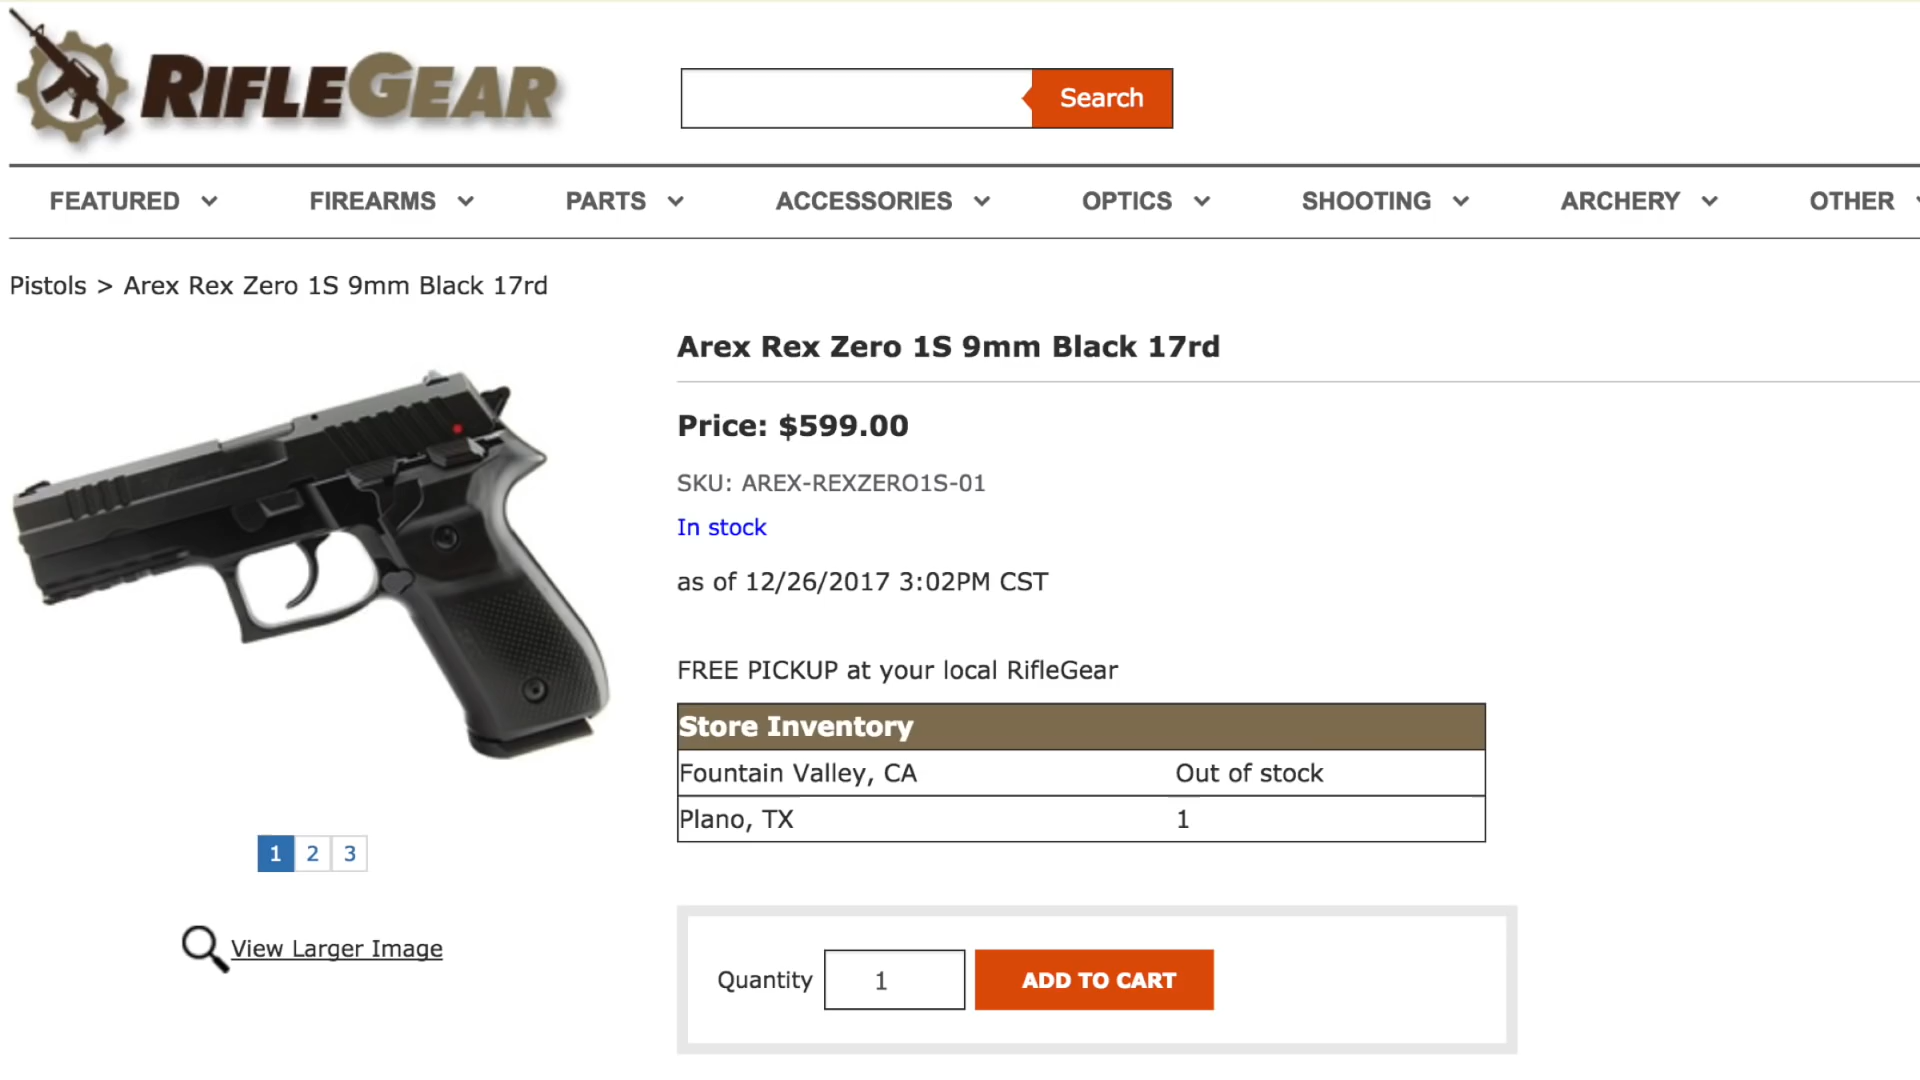 RIFLEGEAR
Search
FEATURED FIREARMS PARTS ACCESSORIES OPTICS SHOOTING ARCHERY OTHER
Pistols > Arex Rex Zero 1S 9mm Black 17rd
Arex Rex Zero 1S 9mm Black 17rd
Price: $599.00
SKU: AREX-REXZERO1S-01
In stock
as of 12/26/2017 3:02PM CST
FREE PICKUP at your local RifleGear
Store Inventory
Fountain Valley, CA Out of stock
Plano, TX 1
1 2 3
View Larger Image
Quantity 1 ADD TO CART